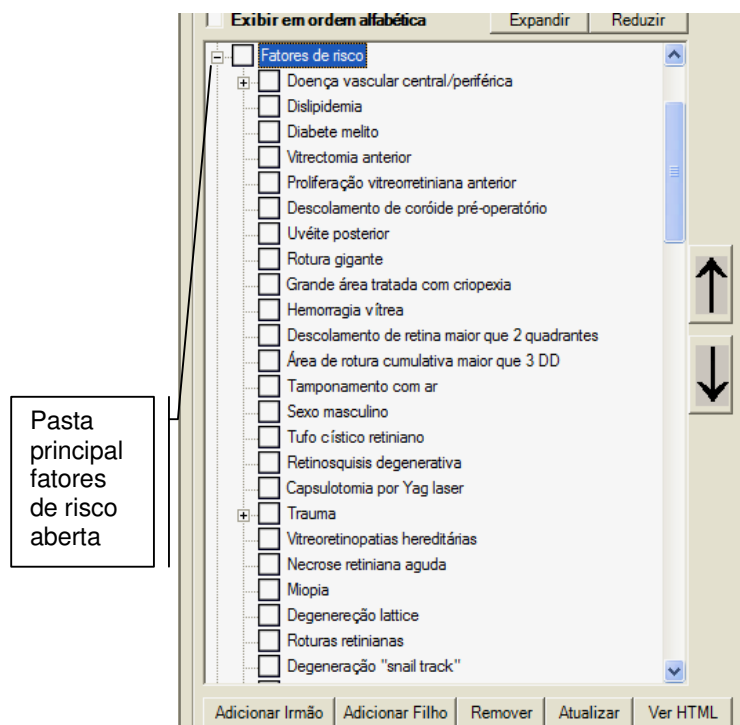 Exibir em ordem alfabética
Expandir
Reduzir
Fatores de risco
Doença vascular central/periférica
Dislipidemia
Diabete melito
Vitrectomia anterior
Proliferação vitreorretiniana anterior
Descolamento de coróide pré-operatório
Uvéite posterior
Rotura gigante
Grande área tratada com criopexia
Hemorragia vítrea
Descolamento de retina maior que 2 quadrantes
Área de rotura cumulativa maior que 3 DD
Tamponamento com ar
Sexo masculino
Tufo cístico retiniano
Retinosquisis degenerativa
Capsulotomia por Yag laser
Trauma
Vitreoretinopatias hereditárias
Necrose retiniana aguda
Miopia
Degenereção lattice
Roturas retinianas
Degeneração "snail track"
Pasta
principal
fatores
de risco
aberta
Adicionar Irmão
Adicionar Filho
Remover
Atualizar
Ver HTML